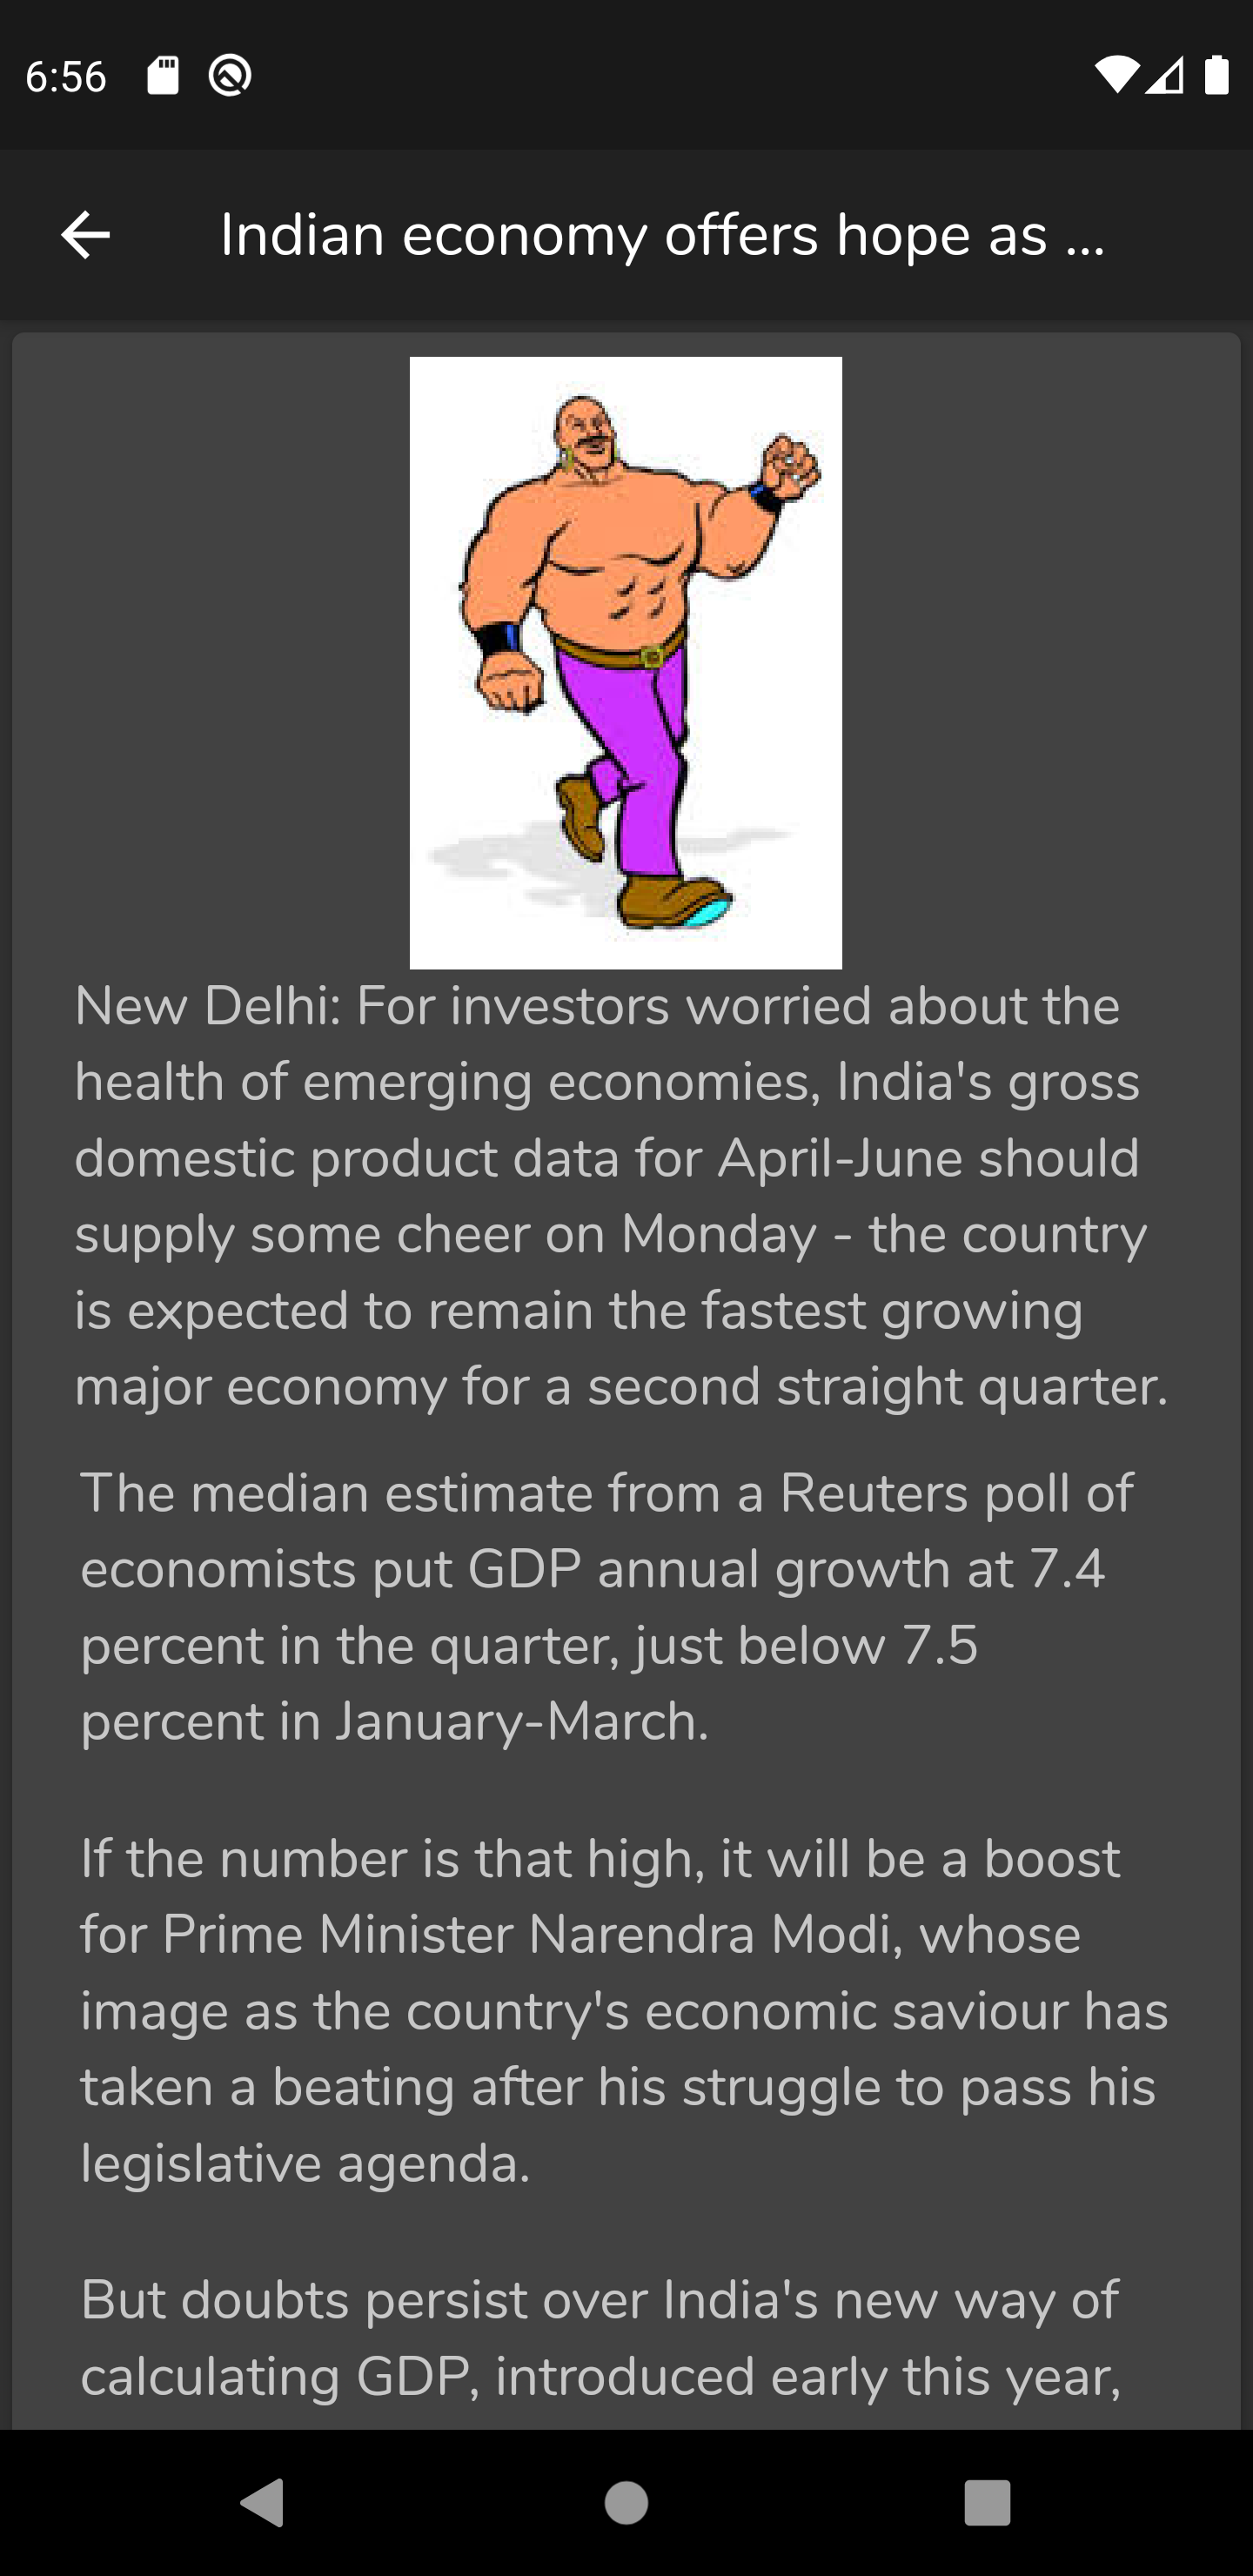 6:56
Indian economy offers hope as ...
New Delhi: For investors worried about the
health of emerging economies, India's gross
domestic product data for April-June should
supply some cheer on Monday - the country
is expected to remain the fastest growing
major economy for a second straight quarter.
The median estimate from a Reuters poll of
economists put GDP annual growth at 7.4
percent in the quarter, just below 7.5
percent in January-March.
If the number is that high, it will be a boost
for Prime Minister Narendra Modi, whose
image as the country's economic saviour has
taken a beating after his struggle to pass his
legislative agenda.
But doubts persist over India's new way of
calculating GDP, introduced early this year,